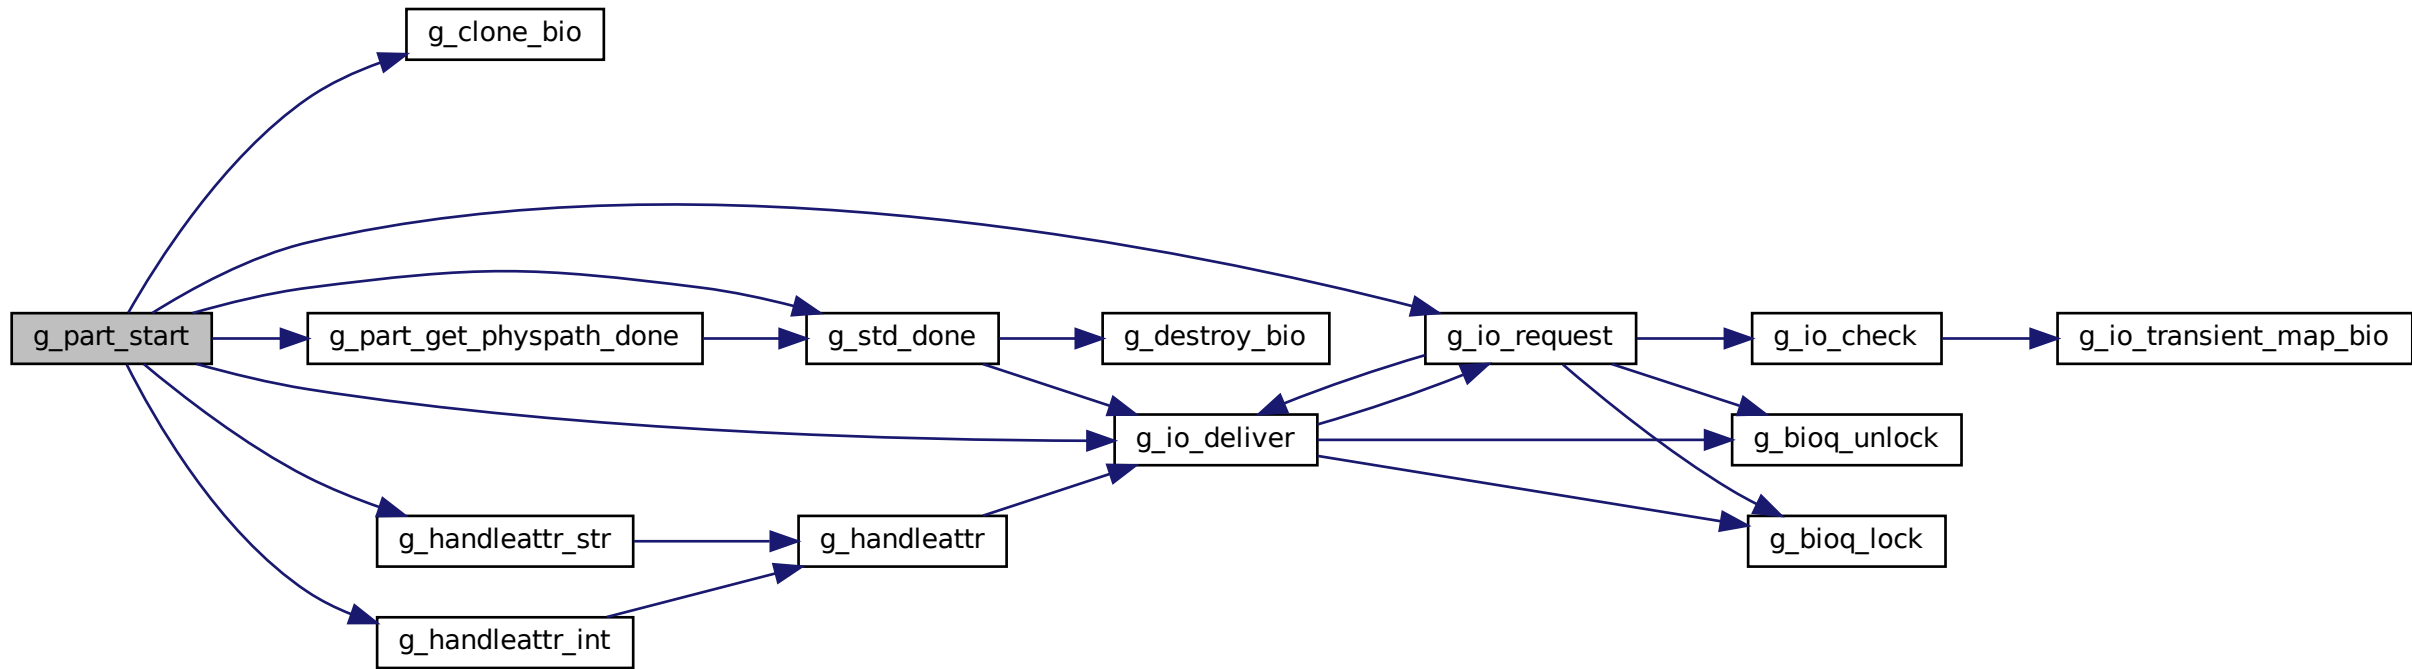 g_clone_bio
g_part_start
g_part_get_physpath_done
g_std_done
g_destroy_bio
g_io_request
g_io_check
g_io_transient_map_bio
g_io_deliver
g_bioq_unlock
g_handleattr_str
g_handleattr
g_bioq_lock
g_handleattr_int